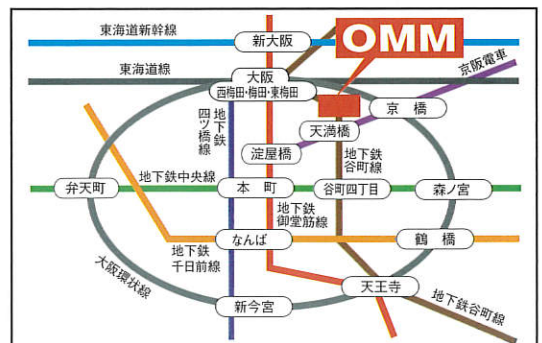 東海道新幹線
新大阪
OMM
東海道線
大阪
西梅田・梅田・東梅田
京阪電車
京橋
地下鉄
四ツ橋線
天満橋
淀屋橋
地下鉄
谷町線
地下鉄中央線
弁天町
本町
谷町四丁目
森ノ宮
地下鉄
御堂筋線
なんば
鶴橋
地下鉄
千日前線
大阪環状線
天王寺
新今宮
地下鉄谷町線